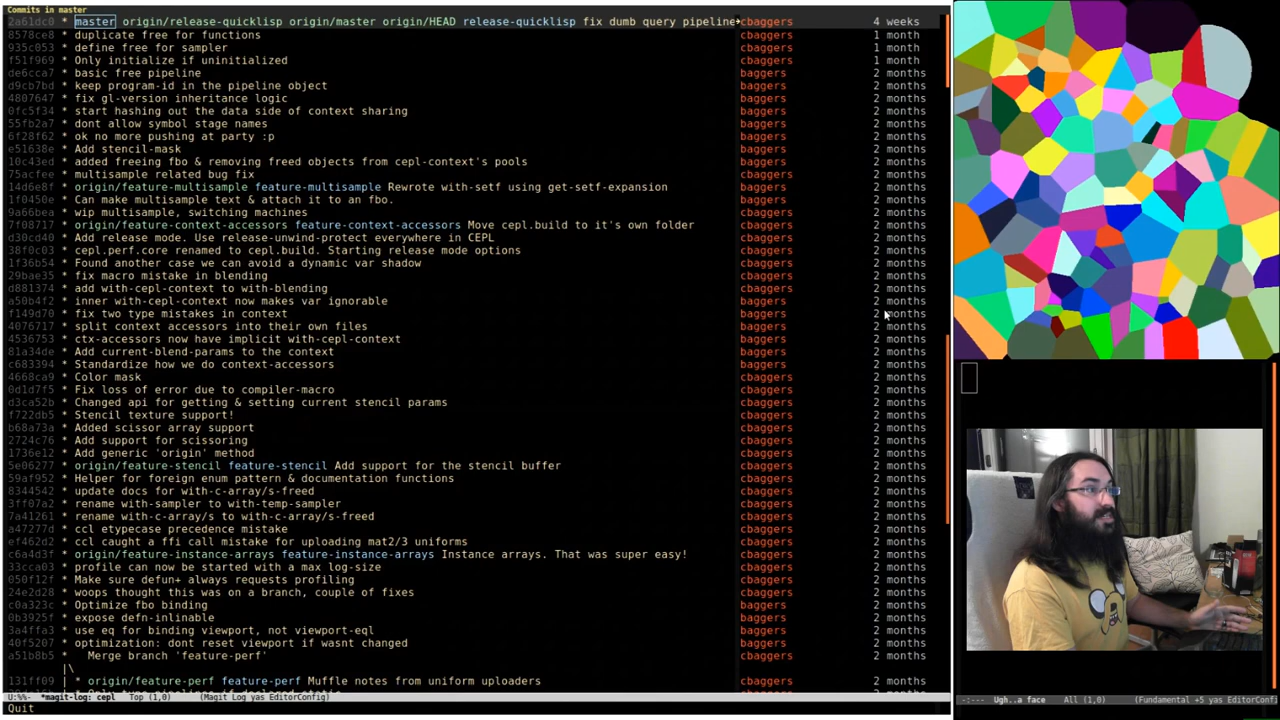 Commits in master
2a61dc0 * master origin/release-quicklisp origin/master origin/HEAD release-quicklisp fix dumb query pipeline cbaggers 4 weeks
8578ce8 * duplicate free for functions cbaggers 1 month
935c053 * define free for sampler cbaggers 1 month
f51f969 * Only initialize if uninitialized cbaggers 1 month
de6cca7 * basic free pipeline baggers 2 months
d9cb7bd * keep program-id in the pipeline object baggers 2 months
4807647 * fix gl-version inheritance logic baggers 2 months
0fc5f34 * start hashing out the data side of context sharing baggers 2 months
55fb2a7 * dont allow symbol stage names baggers 2 months
6f28f62 * ok no more pushing at party :p baggers 2 months
e51638e * Add stencil-mask baggers 2 months
10c43ed * added freeing fbo & removing freed objects from cepl-context's pools baggers 2 months
75acfee * multisample related bug fix cbaggers 2 months
14d6e8f * origin/feature-multisample feature-multisample Rewrote with-setf using get-setf-expansion baggers 2 months
1f0450e * Can make multisample text & attach it to an fbo. baggers 2 months
9a66bea * wip multisample, switching machines cbaggers 2 months
7f08717 * origin/feature-context-accessors feature-context-accessors Move cepl.build to it's own folder cbaggers 2 months
d30cd40 * Add release mode. Use release-unwind-protect everywhere in CEPL cbaggers 2 months
38f0c03 * cepl.perf.core renamed to cepl.build. Starting release mode options cbaggers 2 months
1f36b54 * Found another case we can avoid a dynamic var shadow cbaggers 2 months
29bae35 * fix macro mistake in blending cbaggers 2 months
d881374 * add with-cepl-context to with-blending cbaggers 2 months
a50b4f2 * inner with-cepl-context now makes var ignorable baggers 2 months
f149d70 * fix two type mistakes in context baggers 2 months
4076717 * split context accessors into their own files baggers 2 months
4536753 * ctx-accessors now have implicit with-cepl-context baggers 2 months
81a34de * Add current-blend-params to the context baggers 2 months
c683394 * Standardize how we do context-accessors baggers 2 months
4668ca9 * Color mask cbaggers 2 months
0d1d7f5 * Fix loss of error due to compiler-macro cbaggers 2 months
d3ca52b * Changed api for getting & setting current stencil params cbaggers 2 months
f722db5 * Stencil texture support! cbaggers 2 months
b68a73a * Added scissor array support cbaggers 2 months
2724c76 * Add support for scissoring cbaggers 2 months
1736e12 * Add generic 'origin' method cbaggers 2 months
5e06277 * origin/feature-stencil feature-stencil Add support for the stencil buffer cbaggers 2 months
59af952 * Helper for foreign enum pattern & documentation functions cbaggers 2 months
8344542 * update docs for with-c-array/s-freed cbaggers 2 months
3ff07a2 * rename with-sampler to with-temp-sampler cbaggers 2 months
7a41261 * rename with-c-array/s to with-c-array/s-freed cbaggers 2 months
a47277d * ccl etypecase precedence mistake cbaggers 2 months
ef462d2 * ccl caught a ffi call mistake for uploading mat2/3 uniforms cbaggers 2 months
c6a4d3f * origin/feature-instance-arrays feature-instance-arrays Instance arrays. That was super easy! cbaggers 2 months
33cca03 * profile can now be started with a max log-size cbaggers 2 months
050f12f * Make sure defun+ always requests profiling cbaggers 2 months
24e2d28 * woops thought this was on a branch, couple of fixes cbaggers 2 months
c0a323c * Optimize fbo binding baggers 2 months
0b3925f * expose defn-inlinable baggers 2 months
3a4ffa3 * use eq for binding viewport, not viewport-eql baggers 2 months
40f5207 * optimization: dont reset viewport if wasnt changed baggers 2 months
a51b8b5 * Merge branch 'feature-perf' cbaggers 2 months
|\
131ff09 | * origin/feature-perf feature-perf Muffle notes from uniform uploaders cbaggers 2 months
U:%%- *magit-log: cepl Top (1,0) (Magit Log yas EditorConfig)
-:--- Ugh..a face All (1,0) (Fundamental +5 yas EditorConfi
Quit